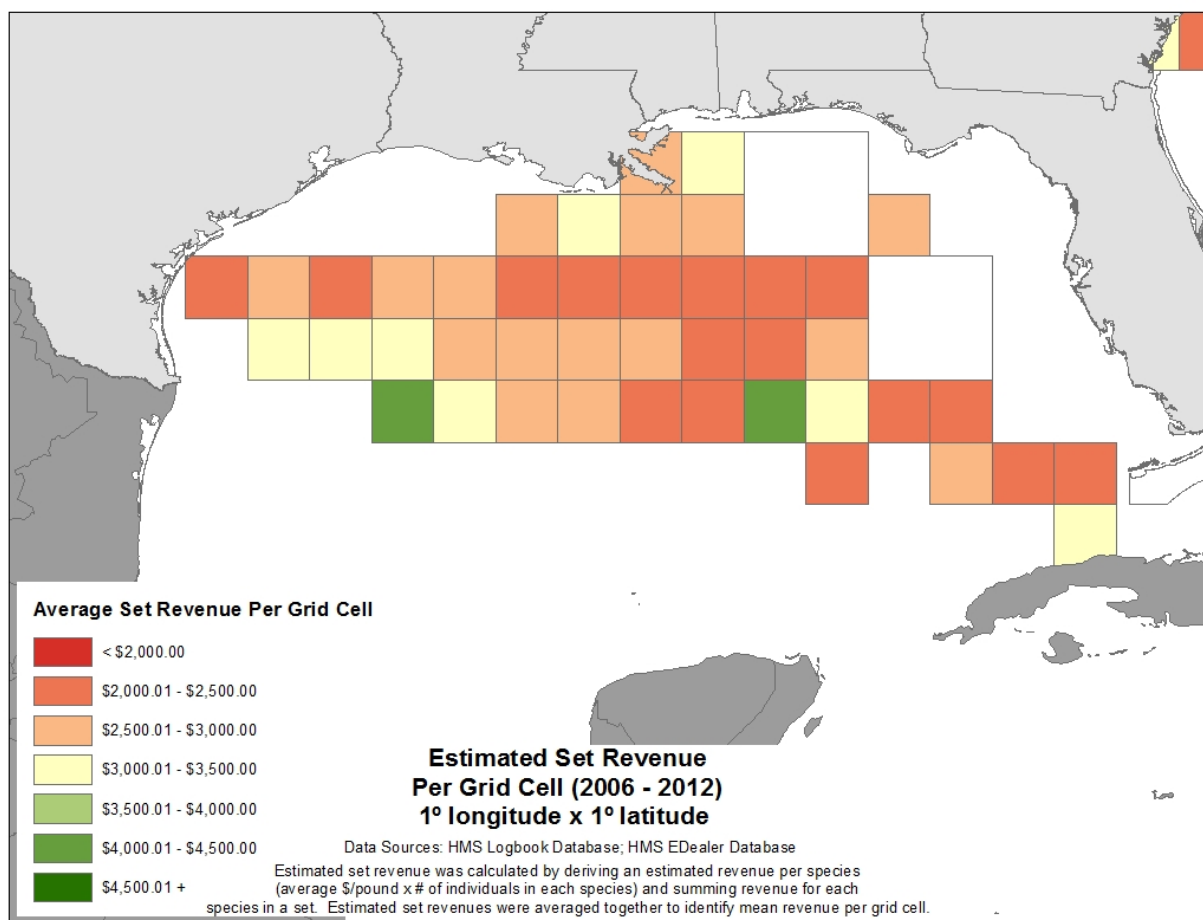 Average Set Revenue Per Grid Cell
< $2,000.00
$2,000.01 - $2,500.00
$2,500.01 - $3,000.00
$3,000.01 - $3,500.00
$3,500.01 - $4,000.00
$4,000.01 - $4,500.00
$4,500.01 +
Estimated Set Revenue
Per Grid Cell (2006 - 2012)
1º longitude x 1º latitude
Data Sources: HMS Logbook Database; HMS EDealer Database
Estimated set revenue was calculated by deriving an estimated revenue per species
(average $/pound x # of individuals in each species) and summing revenue for each
species in a set. Estimated set revenues were averaged together to identify mean revenue per grid cell.